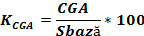 K_CGA = CGA / Sbază * 100